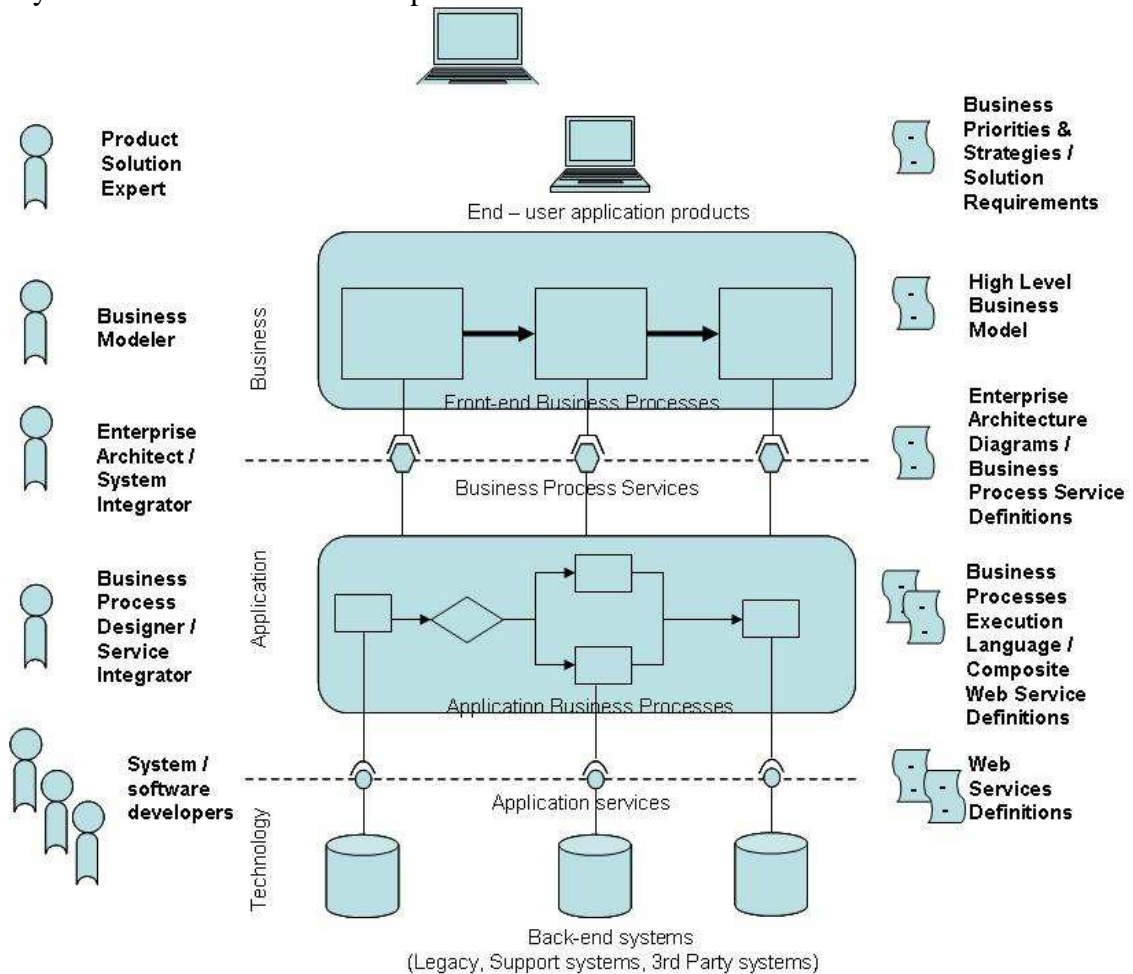 Product
Solution
Expert
Business
Priorities &
Strategies /
Solution
Requirements
End – user application products
Business
Modeler
Business
High Level
Business
Model
Front-end Business Processes
Enterprise
Architect /
System
Integrator
Business Process Services
Enterprise
Architecture
Diagrams /
Business
Process Service
Definitions
Business
Process
Designer /
Service
Integrator
Application
Application Business Processes
Business
Processes
Execution
Language /
Composite
Web Service
Definitions
System /
software
developers
Application services
Web
Services
Definitions
Technology
Back-end systems
(Legacy, Support systems, 3rd Party systems)